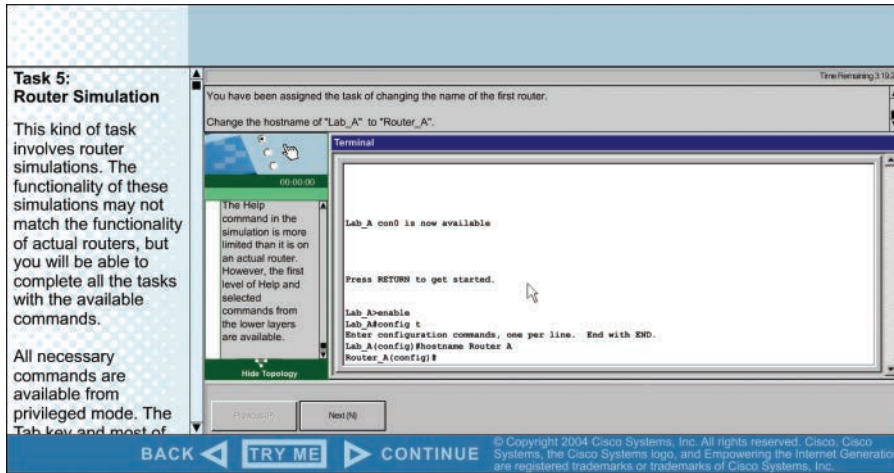 Task 5:
Router Simulation
This kind of task
involves router
simulations. The
functionality of these
simulations may not
match the functionality
of actual routers, but
you will be able to
complete all the tasks
with the available
commands.
All necessary
commands are
available from
privileged mode. The
Tab key and most of
Time Remaining 3:19:2
You have been assigned the task of changing the name of the first router.
Change the hostname of "Lab_A" to "Router_A".
00:00:00
The Help
command in the
simulation is more
limited than it is on
an actual router.
However, the first
level of Help and
selected
commands from
the lower layers
are available.
Hide Topology
Terminal
Lab_A con0 is now available
Press RETURN to get started.
Lab_A>enable
Lab_A#config t
Enter configuration commands, one per line. End with END.
Lab_A(config)#hostname Router A
Router_A(config)#
Previous (P)
Next (N)
BACK TRY ME CONTINUE
© Copyright 2004 Cisco Systems, Inc. All rights reserved. Cisco, Cisco
Systems, the Cisco Systems logo, and Empowering the Internet Generatio
are registered trademarks or trademarks of Cisco Systems, Inc.